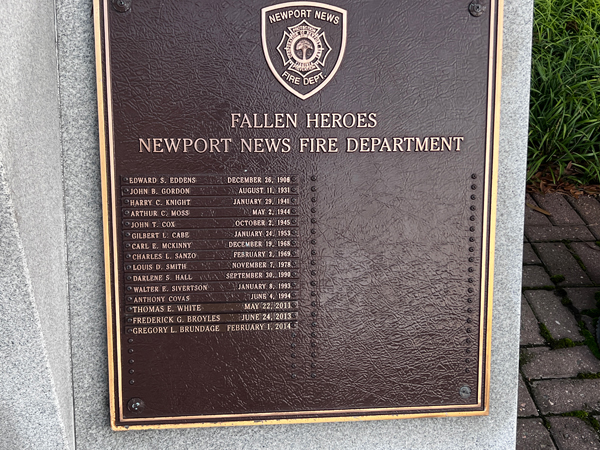 NEWPORT NEWS
FIRE DEPT.
FALLEN HEROES
NEWPORT NEWS FIRE DEPARTMENT
EDWARD S. EDDENS DECEMBER 26, 1908
JOHN B. GORDON AUGUST 11, 1931
HARRY C. KNIGHT JANUARY 29, 1941
ARTHUR C. MOSS MAY 2, 1944
JOHN T. COX OCTOBER 2, 1945
GILBERT L. CABE JANUARY 24, 1953
CARL E. MCKINNY DECEMBER 19, 1968
CHARLES L. SANZO FEBRUARY 2, 1969
LOUIS D. SMITH NOVEMBER 7, 1978
DARLENE S. HALL SEPTEMBER 30, 1990
WALTER E. SIVERTSON JANUARY 8, 1993
ANTHONY COVAS JUNE 4, 1994
THOMAS E. WHITE MAY 22, 2011
FREDERICK G. BROYLES JUNE 24, 2013
GREGORY L. BRUNDAGE FEBRUARY 1, 2014